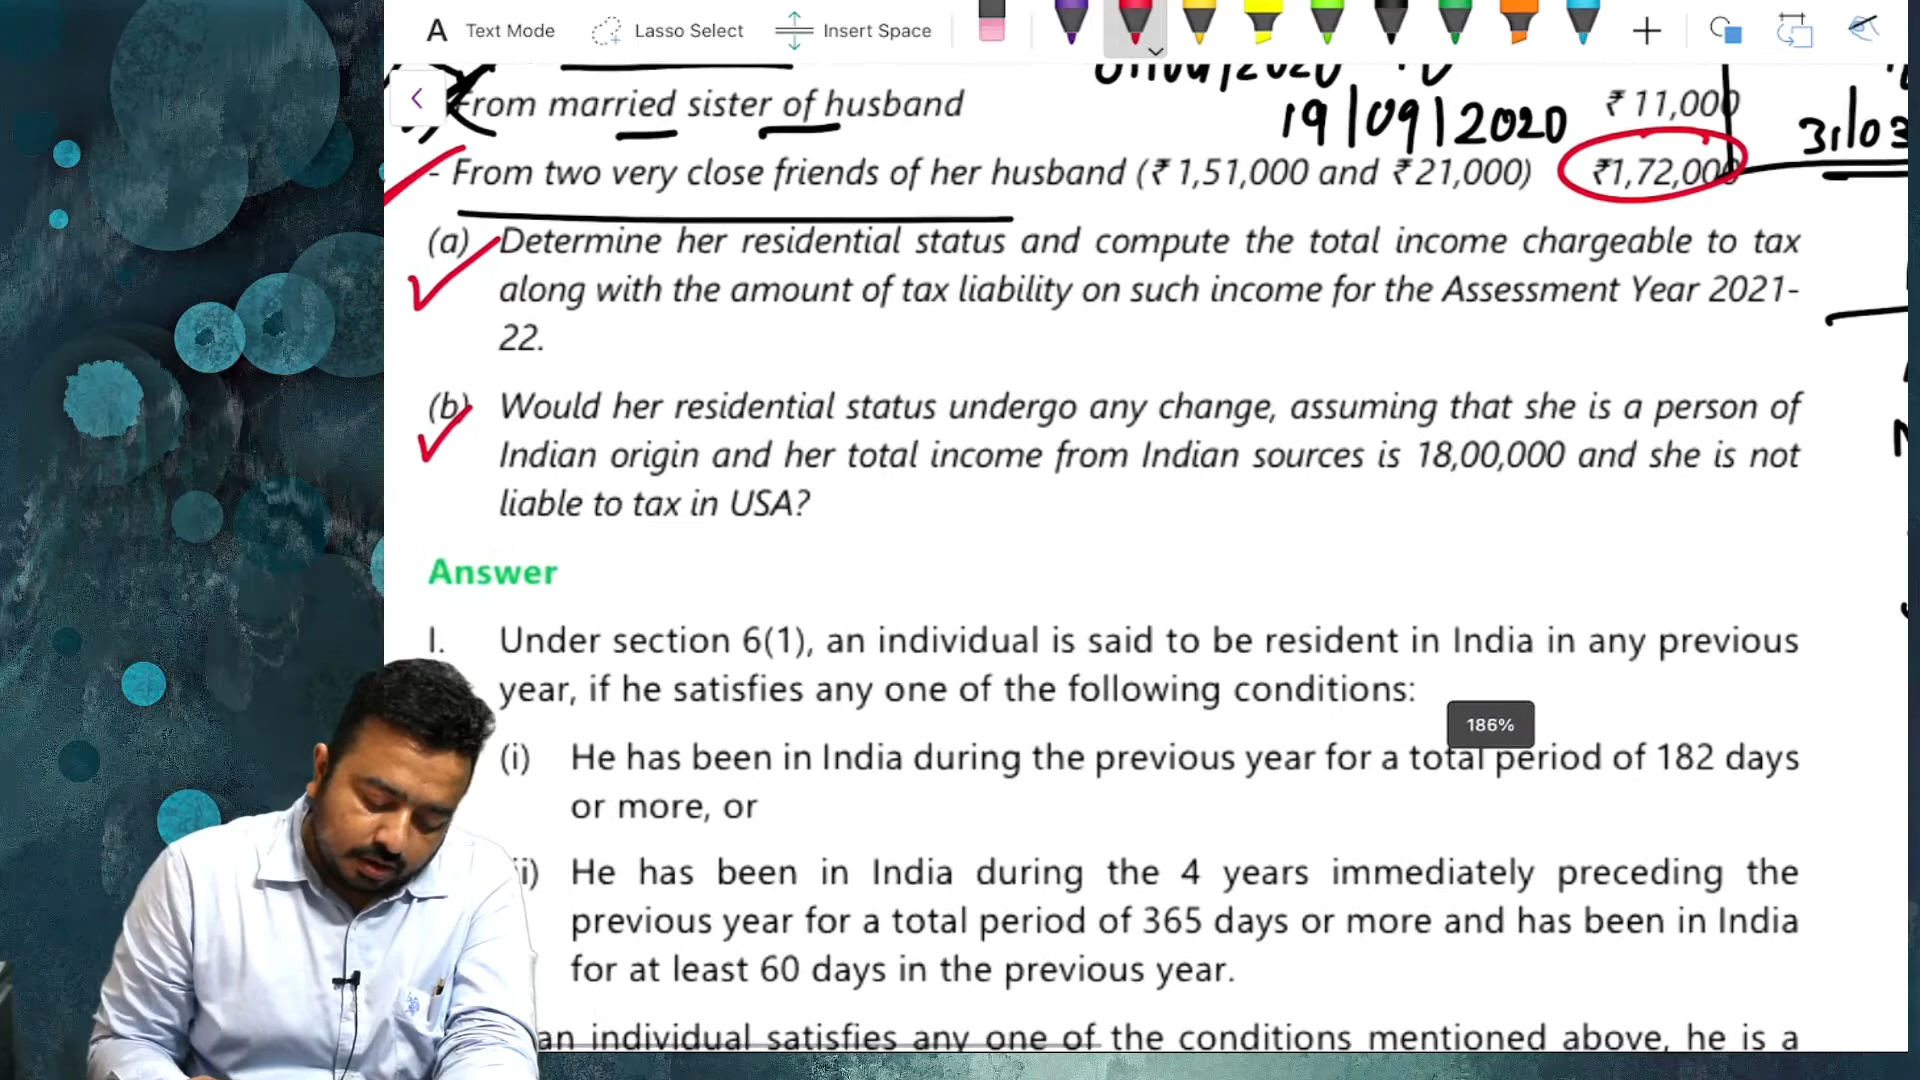 A Text Mode Lasso Select Insert Space
From married sister of husband ₹ 11,000
19/09/2020
- From two very close friends of her husband (₹ 1,51,000 and ₹ 21,000) ₹1,72,000
(a) Determine her residential status and compute the total income chargeable to tax
along with the amount of tax liability on such income for the Assessment Year 2021-
22.
(b) Would her residential status undergo any change, assuming that she is a person of
Indian origin and her total income from Indian sources is 18,00,000 and she is not
liable to tax in USA?
Answer
I. Under section 6(1), an individual is said to be resident in India in any previous
year, if he satisfies any one of the following conditions:
186%
(i) He has been in India during the previous year for a total period of 182 days
or more, or
ii) He has been in India during the 4 years immediately preceding the
previous year for a total period of 365 days or more and has been in India
for at least 60 days in the previous year.
an individual satisfies any one of the conditions mentioned above, he is a